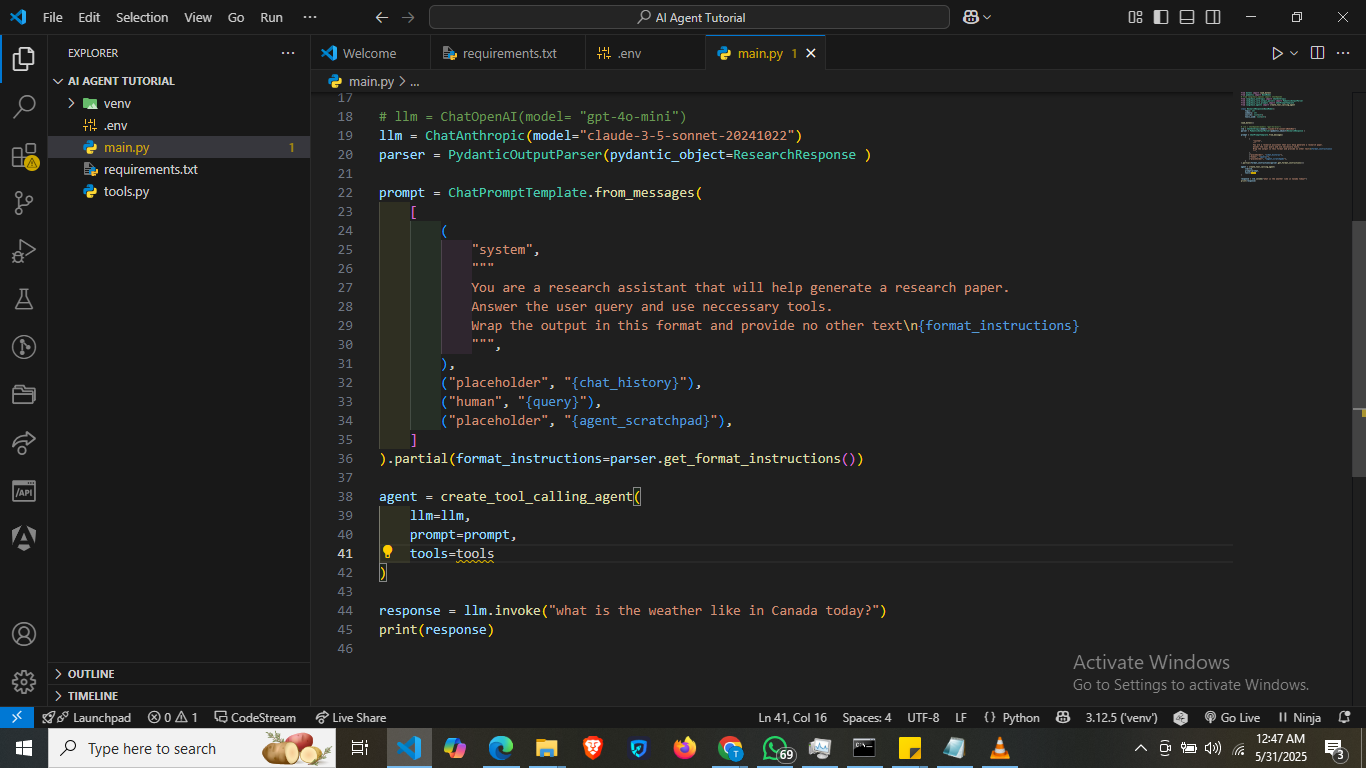 File Edit Selection View Go Run ··· AI Agent Tutorial
EXPLORER ···
AI AGENT TUTORIAL
venv
.env
main.py 1
requirements.txt
tools.py
OUTLINE
TIMELINE
Welcome requirements.txt .env main.py 1
main.py > ...
17
18 # llm = ChatOpenAI(model= "gpt-4o-mini")
19 llm = ChatAnthropic(model="claude-3-5-sonnet-20241022")
20 parser = PydanticOutputParser(pydantic_object=ResearchResponse )
21
22 prompt = ChatPromptTemplate.from_messages(
23 [
24 (
25 "system",
26 """
27 You are a research assistant that will help generate a research paper.
28 Answer the user query and use neccessary tools.
29 Wrap the output in this format and provide no other text\n{format_instructions}
30 """,
31 ),
32 ("placeholder", "{chat_history}"),
33 ("human", "{query}"),
34 ("placeholder", "{agent_scratchpad}"),
35 ]
36 ).partial(format_instructions=parser.get_format_instructions())
37
38 agent = create_tool_calling_agent(
39 llm=llm,
40 prompt=prompt,
41 tools=tools
42 )
43
44 response = llm.invoke("what is the weather like in Canada today?")
45 print(response)
46
Activate Windows
Go to Settings to activate Windows.
Launchpad 0 1 CodeStream Live Share Ln 41, Col 16 Spaces: 4 UTF-8 LF Python 3.12.5 ('venv') Go Live Ninja
Type here to search
69
12:47 AM
5/31/2025
3